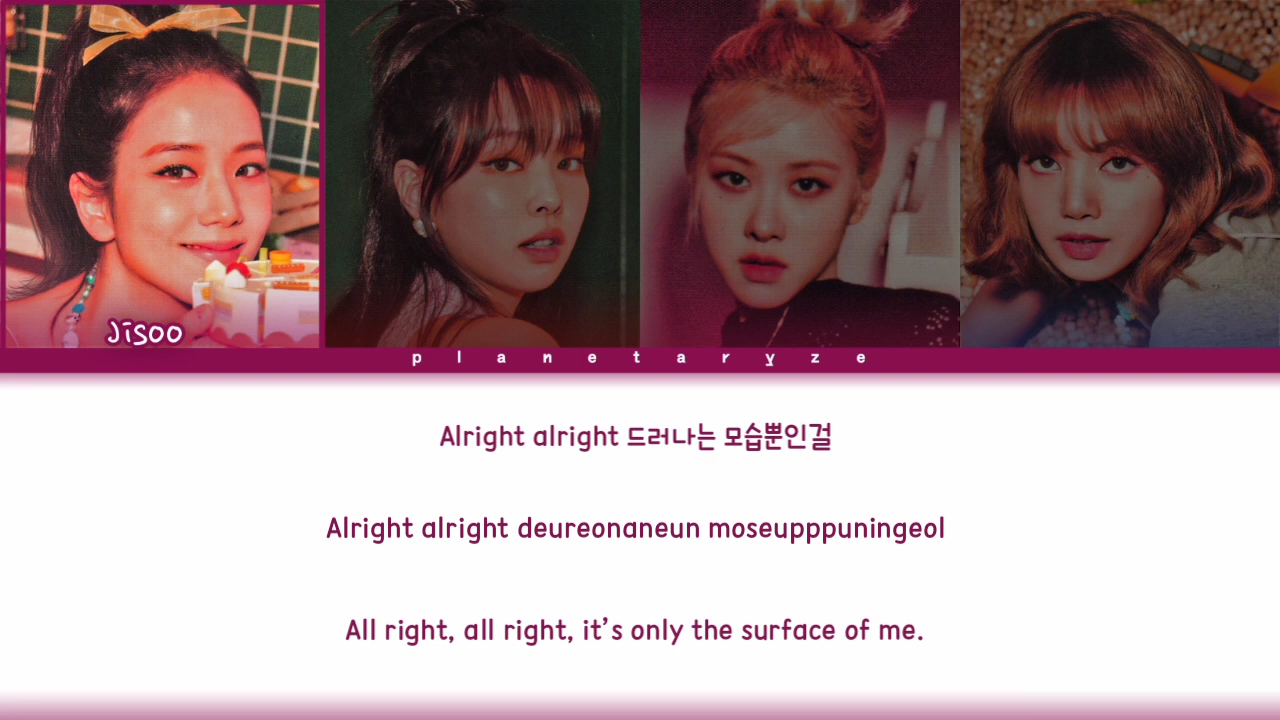 Jisoo
planetaryze
Alright alright 드러나는 모습뿐인걸
Alright alright deureonaneun moseupppuningeol
All right, all right, it’s only the surface of me.